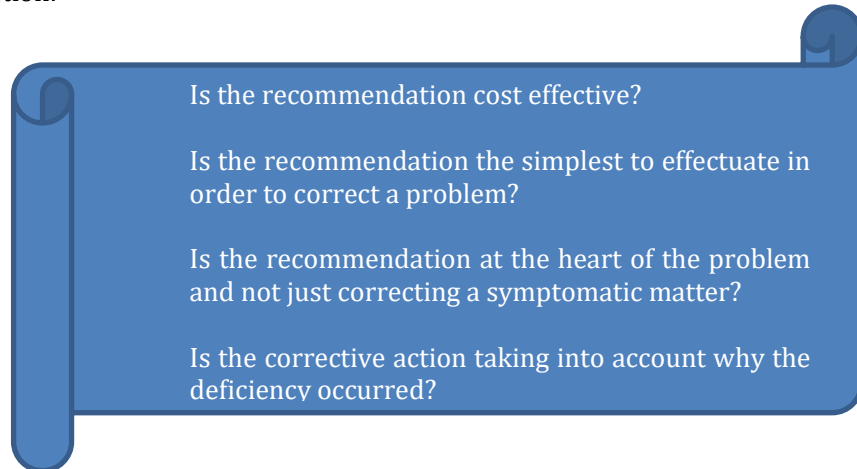 Is the recommendation cost effective?
Is the recommendation the simplest to effectuate in
order to correct a problem?
Is the recommendation at the heart of the problem
and not just correcting a symptomatic matter?
Is the corrective action taking into account why the
deficiency occurred?